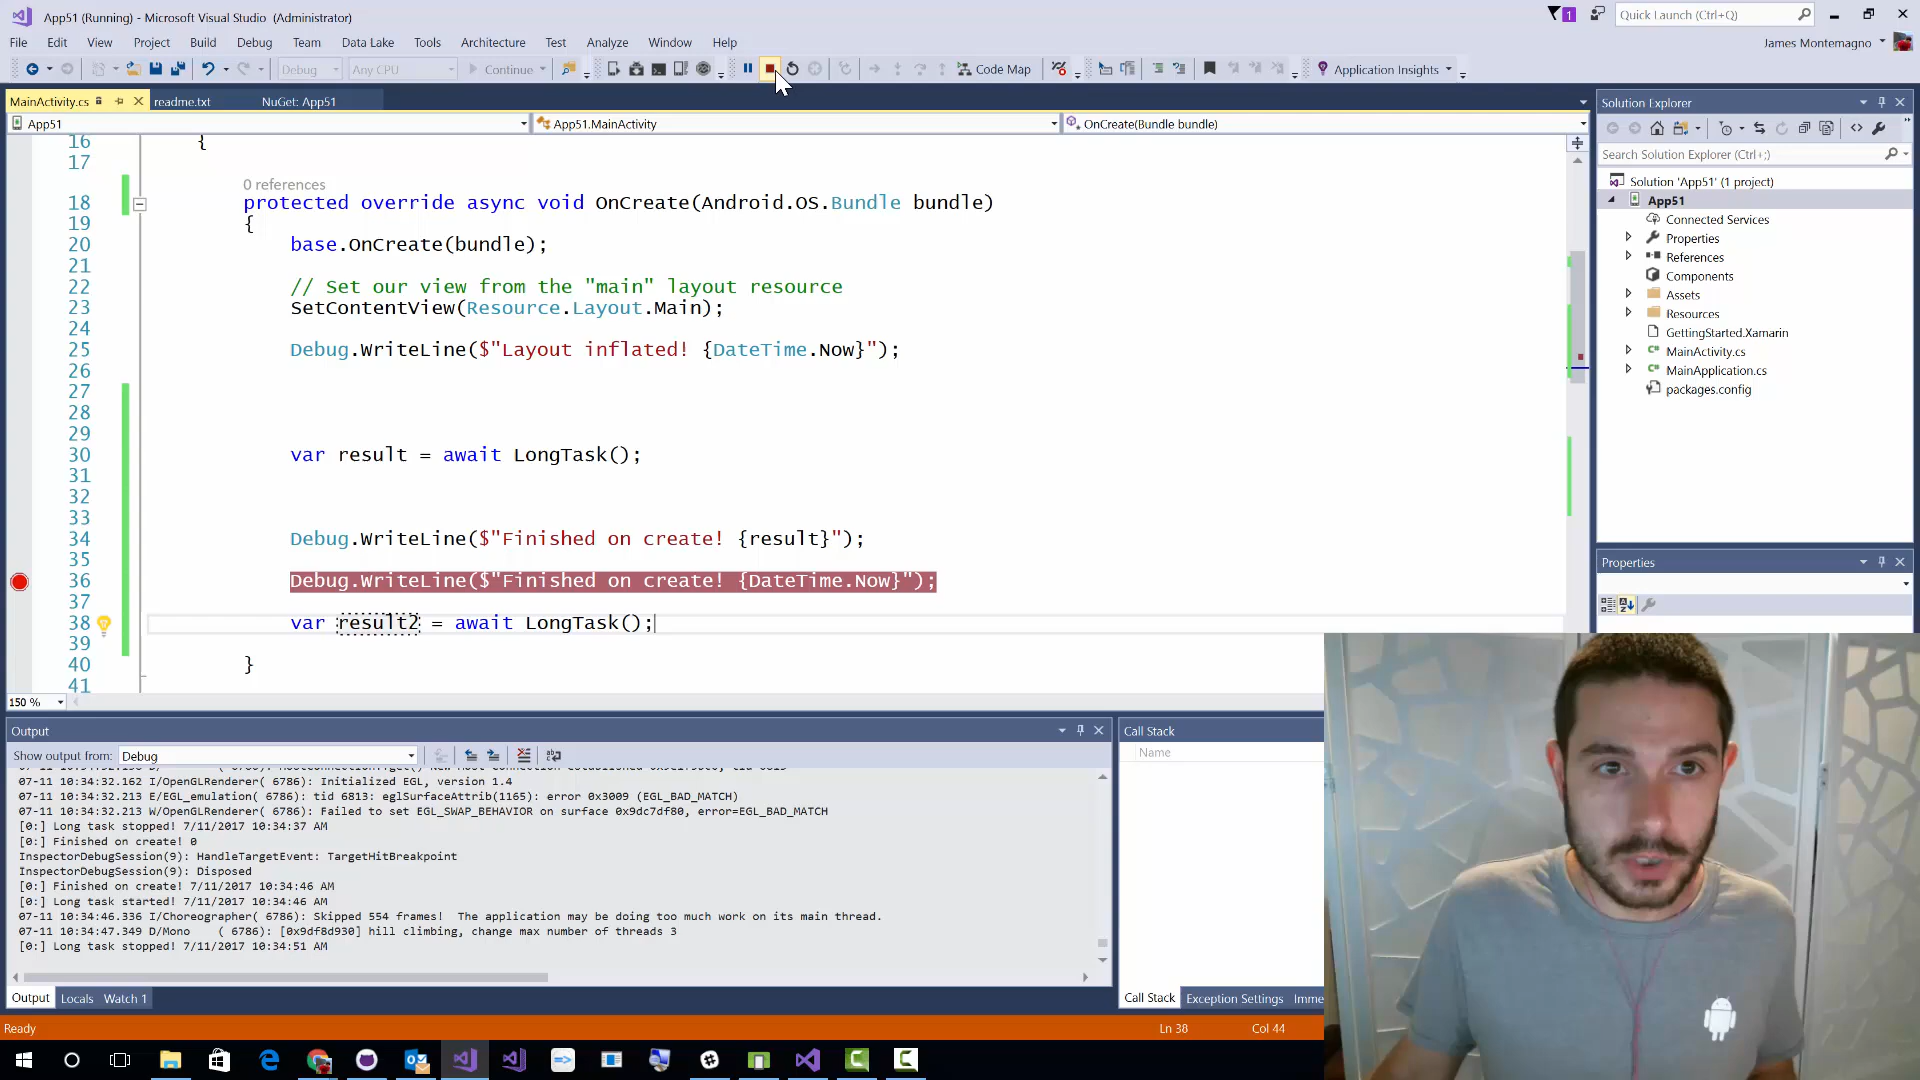 App51 (Running) - Microsoft Visual Studio (Administrator)
1
Quick Launch (Ctrl+Q)
File Edit View Project Build Debug Team Data Lake Tools Architecture Test Analyze Window Help
James Montemagno
Debug Any CPU Continue Code Map Application Insights
MainActivity.cs readme.txt NuGet: App51
App51 App51.MainActivity OnCreate(Bundle bundle)
16 {
17
0 references
18 protected override async void OnCreate(Android.OS.Bundle bundle)
19 {
20 base.OnCreate(bundle);
21
22 // Set our view from the "main" layout resource
23 SetContentView(Resource.Layout.Main);
24
25 Debug.WriteLine($"Layout inflated! {DateTime.Now}");
26
27
28
29
30 var result = await LongTask();
31
32
33
34 Debug.WriteLine($"Finished on create! {result}");
35
36 Debug.WriteLine($"Finished on create! {DateTime.Now}");
37
38 var result2 = await LongTask();
39
40 }
41
150 %
Solution Explorer
Search Solution Explorer (Ctrl+;)
Solution 'App51' (1 project)
App51
Connected Services
Properties
References
Components
Assets
Resources
GettingStarted.Xamarin
MainActivity.cs
MainApplication.cs
packages.config
Properties
Output
Show output from: Debug
07-11 10:34:32.162 I/OpenGLRenderer( 6786): Initialized EGL, version 1.4
07-11 10:34:32.213 E/EGL_emulation( 6786): tid 6813: eglSurfaceAttrib(1165): error 0x3009 (EGL_BAD_MATCH)
07-11 10:34:32.213 W/OpenGLRenderer( 6786): Failed to set EGL_SWAP_BEHAVIOR on surface 0x9dc7df80, error=EGL_BAD_MATCH
[0:] Long task stopped! 7/11/2017 10:34:37 AM
[0:] Finished on create! 0
InspectorDebugSession(9): HandleTargetEvent: TargetHitBreakpoint
InspectorDebugSession(9): Disposed
[0:] Finished on create! 7/11/2017 10:34:46 AM
[0:] Long task started! 7/11/2017 10:34:46 AM
07-11 10:34:46.336 I/Choreographer( 6786): Skipped 554 frames!  The application may be doing too much work on its main thread.
07-11 10:34:47.349 D/Mono    ( 6786): [0x9df8d930] hill climbing, change max number of threads 3
[0:] Long task stopped! 7/11/2017 10:34:51 AM
Output Locals Watch 1
Call Stack
Name
Call Stack Exception Settings Imme
Ready Ln 38 Col 44